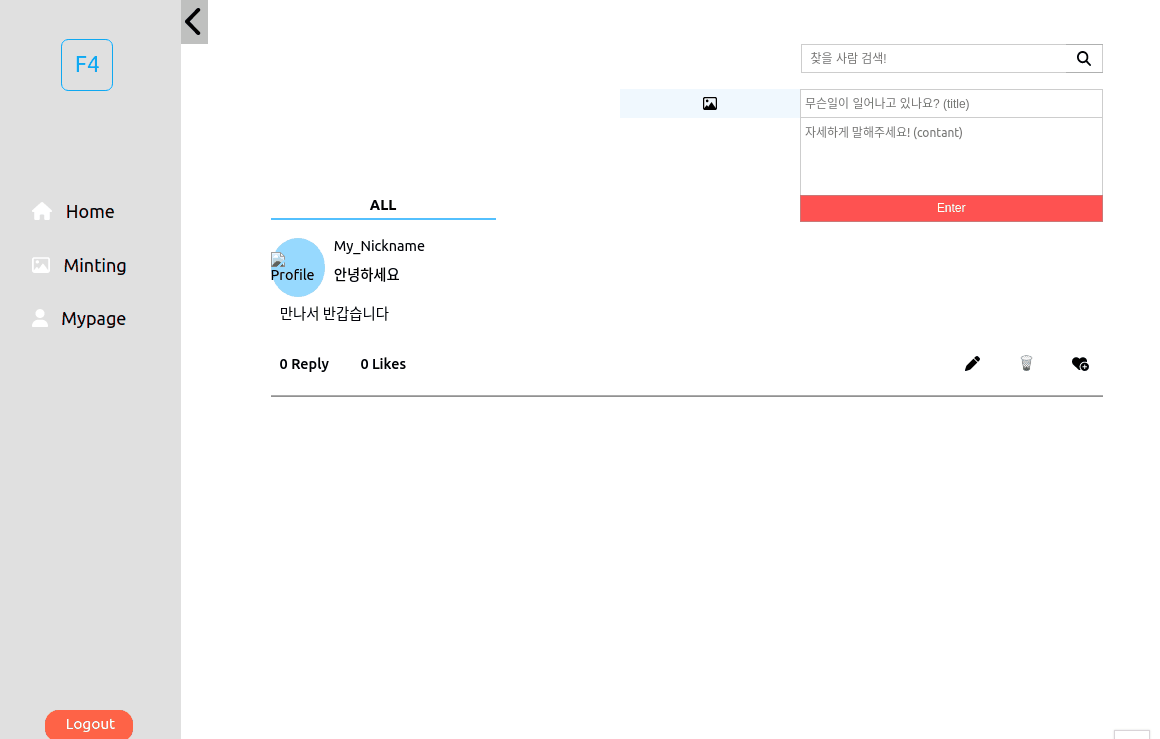 F4
찾을 사람 검색!
무슨일이 일어나고 있나요? (title)
자세하게 말해주세요! (contant)
Enter
Home
Minting
Mypage
ALL
My_Nickname
Profile
안녕하세요
만나서 반갑습니다
0 Reply
0 Likes
Logout